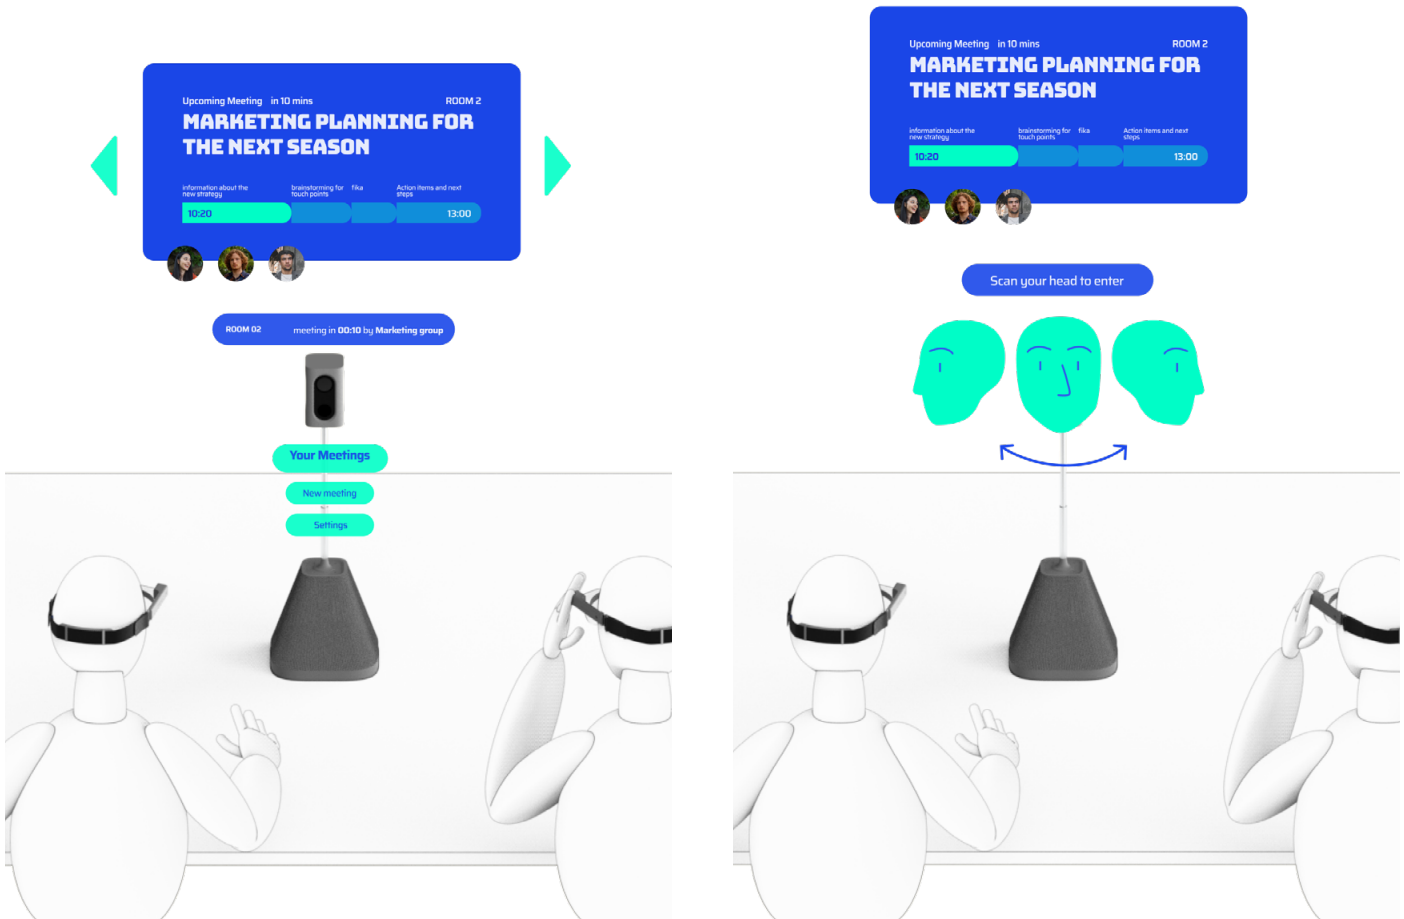 Upcoming Meeting in 10 mins ROOM 2
MARKETING PLANNING FOR
THE NEXT SEASON
information about the brainstorming for fika Action items and next
new strategy touch points steps
10:20 13:00
ROOM 02 meeting in 00:10 by Marketing group
Your Meetings
New meeting
Settings
Upcoming Meeting in 10 mins ROOM 2
MARKETING PLANNING FOR
THE NEXT SEASON
information about the brainstorming for fika Action items and next
new strategy touch points steps
10:20 13:00
Scan your head to enter